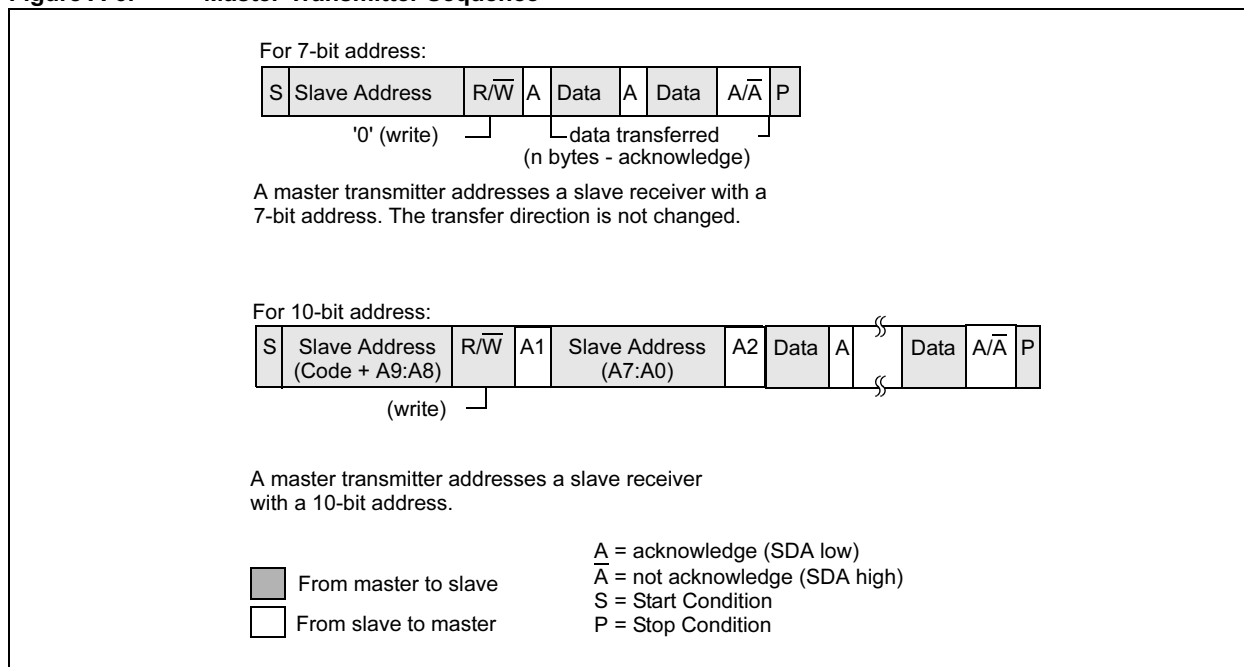 For 7-bit address:
S Slave Address R/W̅ A Data A Data A/A̅ P
'0' (write) data transferred
(n bytes - acknowledge)
A master transmitter addresses a slave receiver with a
7-bit address. The transfer direction is not changed.
For 10-bit address:
S Slave Address R/W̅ A1 Slave Address A2 Data A Data A/A̅ P
(Code + A9:A8) (A7:A0)
(write)
A master transmitter addresses a slave receiver
with a 10-bit address.
From master to slave
From slave to master
A = acknowledge (SDA low)
A̅ = not acknowledge (SDA high)
S = Start Condition
P = Stop Condition